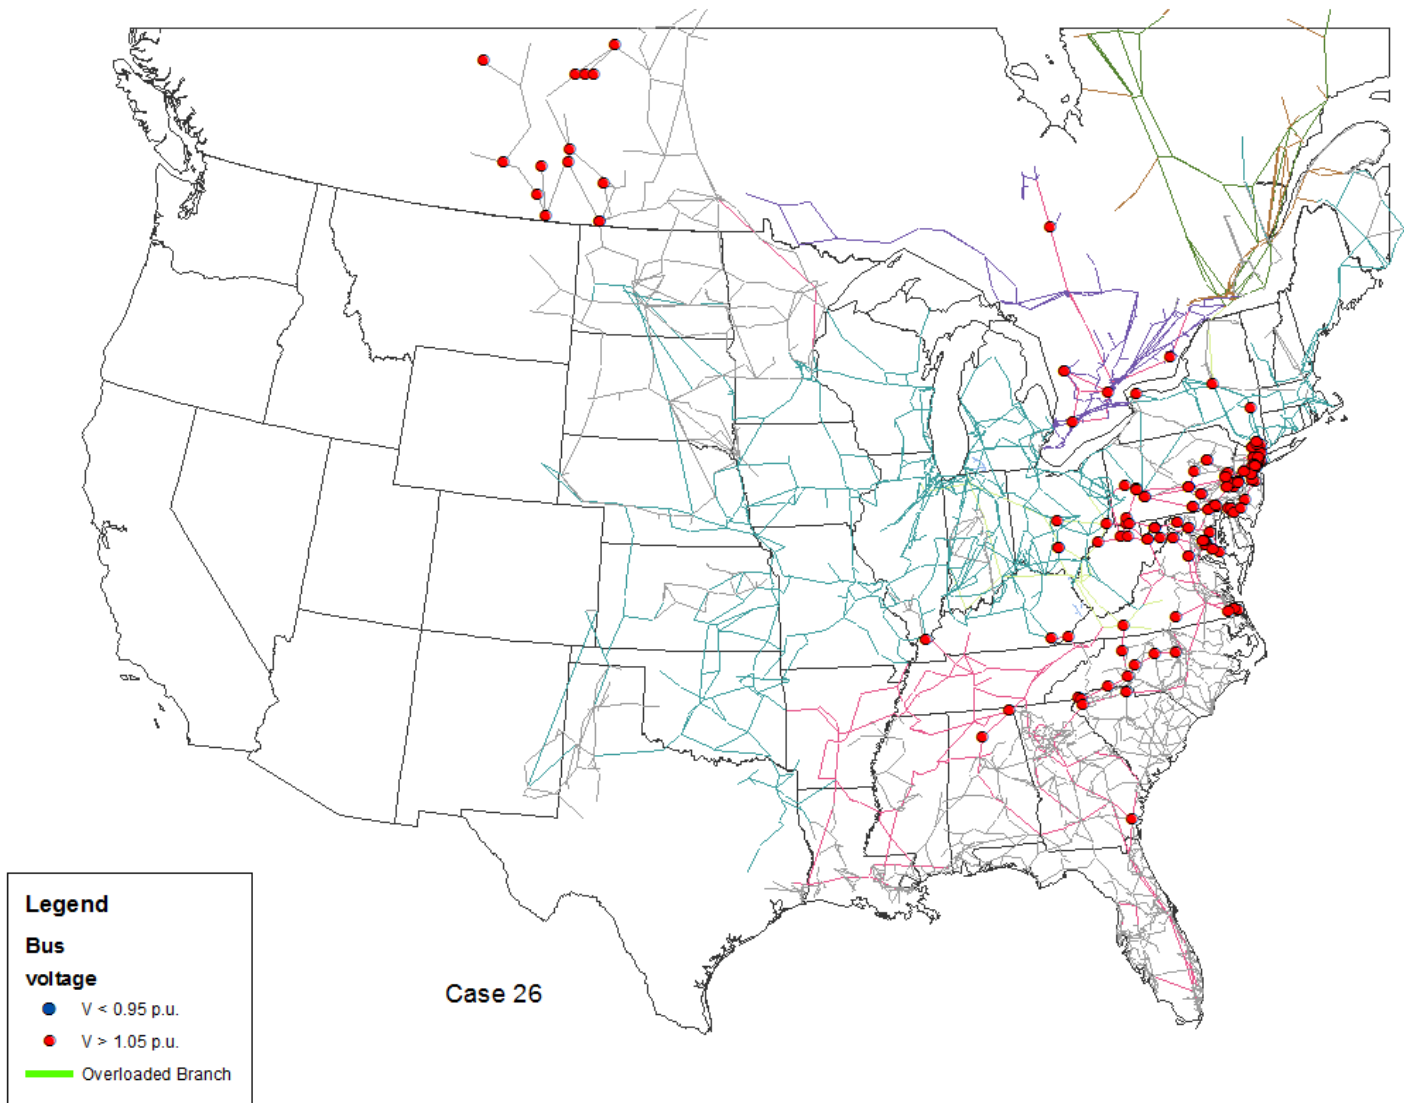 Legend
Bus
voltage
V < 0.95 p.u.
V > 1.05 p.u.
Overloaded Branch
Case 26